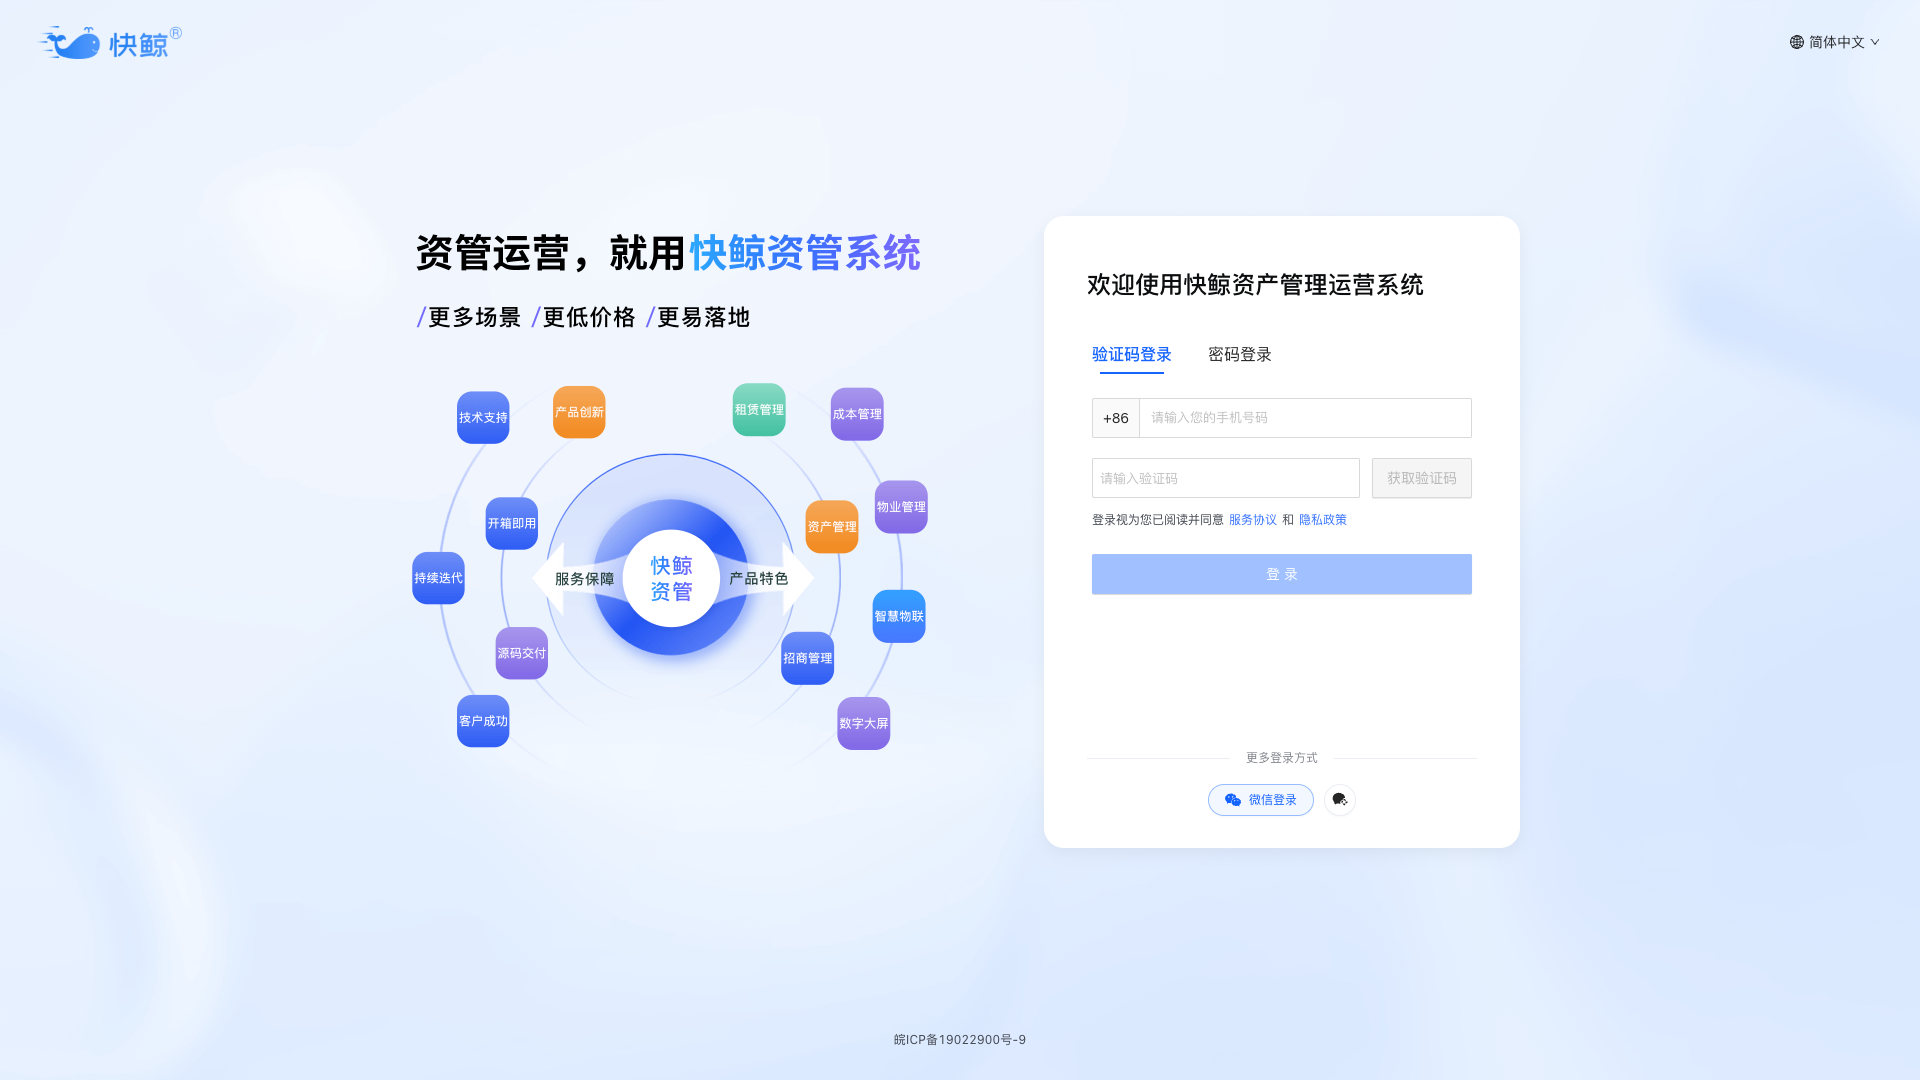 快鲸®
简体中文
资管运营，就用快鲸资管系统
/更多场景 /更低价格 /更易落地
技术支持
产品创新
租赁管理
成本管理
开箱即用
资产管理
物业管理
持续迭代
服务保障
快鲸
资管
产品特色
智慧物联
源码交付
招商管理
客户成功
数字大屏
欢迎使用快鲸资产管理运营系统
验证码登录 密码登录
+86 请输入您的手机号码
请输入验证码 获取验证码
登录视为您已阅读并同意 服务协议 和 隐私政策
登 录
更多登录方式
微信登录
皖ICP备19022900号-9